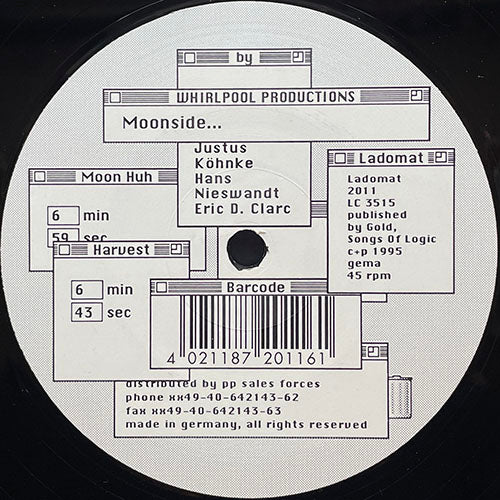 by
WHIRLPOOL PRODUCTIONS
Moonside...
Justus
Köhnke
Hans
Nieswandt
Eric D. Clarc
Moon Huh
6 min
59 sec
Ladomat
Ladomat
2011
LC 3515
published
by Gold,
Songs Of Logic
c+p 1995
gema
45 rpm
Harvest
6 min
43 sec
Barcode
4 021187 201161
distributed by pp sales forces
phone xx49-40-642143-62
fax xx49-40-642143-63
made in germany, all rights reserved